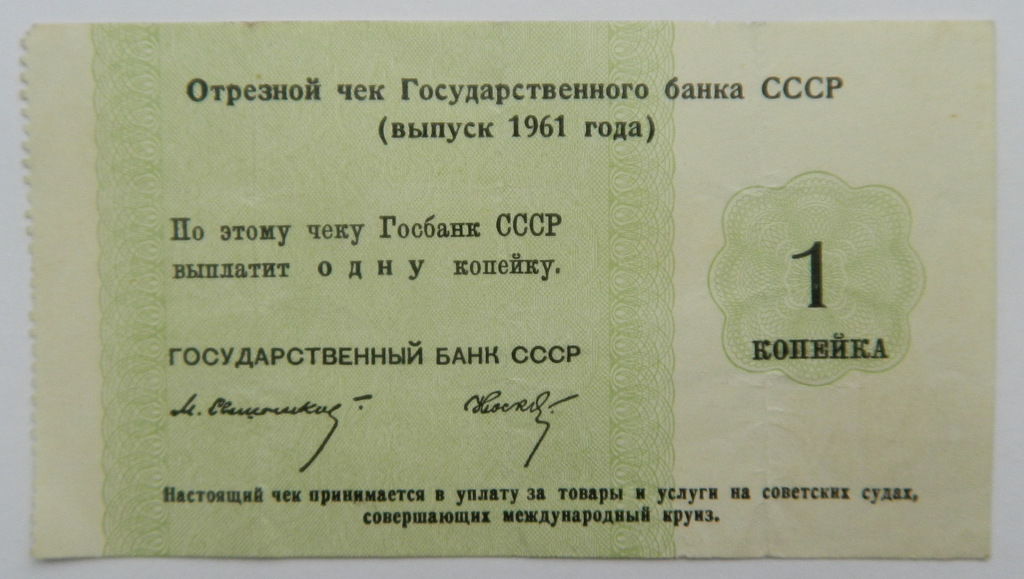 Отрезной чек Государственного банка СССР
(выпуск 1961 года)
По этому чеку Госбанк СССР
выплатит одну копейку.
1
КОПЕЙКА
ГОСУДАРСТВЕННЫЙ БАНК СССР
Настоящий чек принимается в уплату за товары и услуги на советских судах,
совершающих международный круиз.